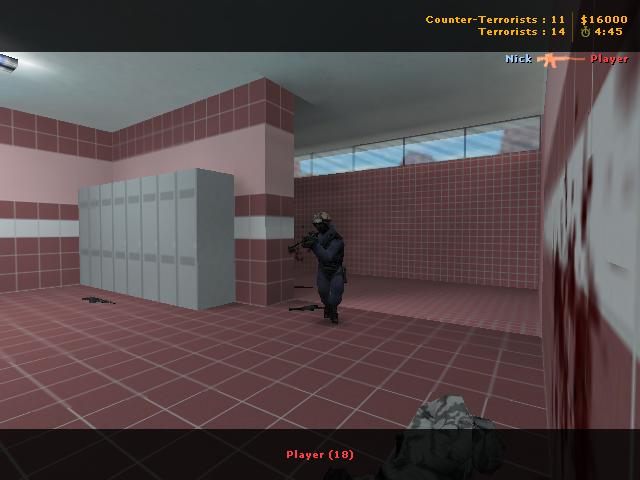 Counter-Terrorists : 11 $16000
Terrorists : 14 4:45
Nick Player
Player (18)